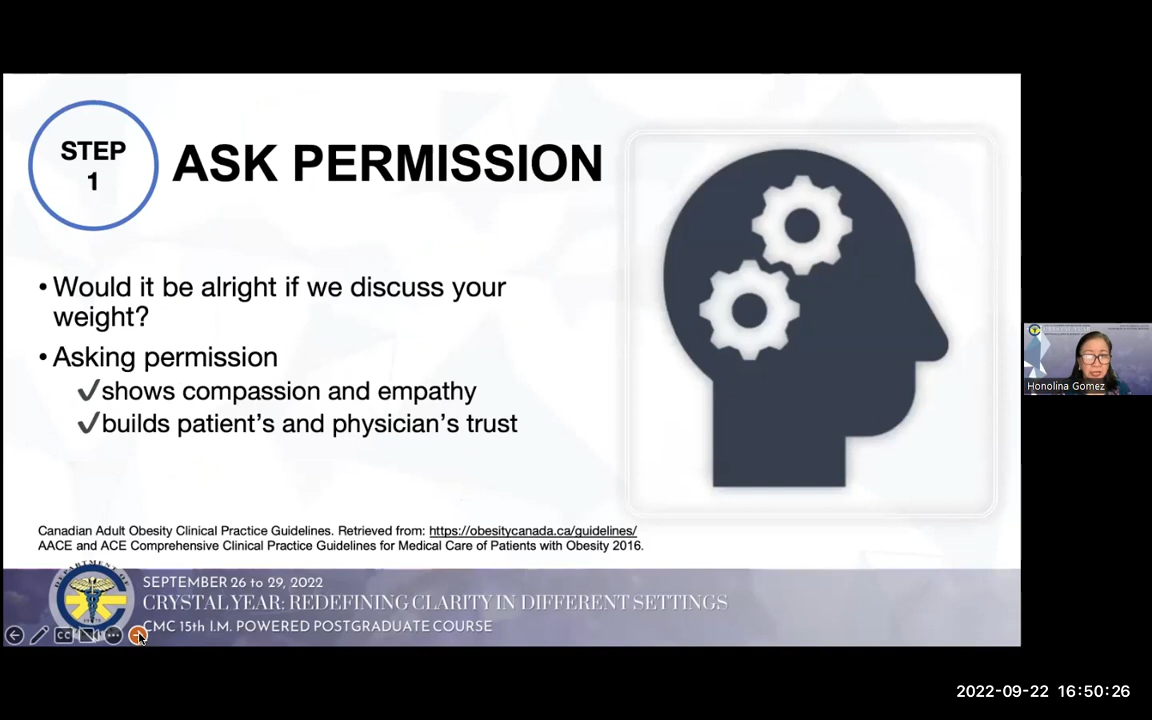 STEP
1
ASK PERMISSION
• Would it be alright if we discuss your
weight?
• Asking permission
✓shows compassion and empathy
✓builds patient's and physician's trust
Canadian Adult Obesity Clinical Practice Guidelines. Retrieved from: https://obesitycanada.ca/guidelines/
AACE and ACE Comprehensive Clinical Practice Guidelines for Medical Care of Patients with Obesity 2016.
DEPARTMENT OF
SEPTEMBER 26 to 29, 2022
CRYSTAL YEAR: REDEFINING CLARITY IN DIFFERENT SETTINGS
CMC 15th I.M. POWERED POSTGRADUATE COURSE
CC
Honolina Gomez
2022-09-22 16:50:26